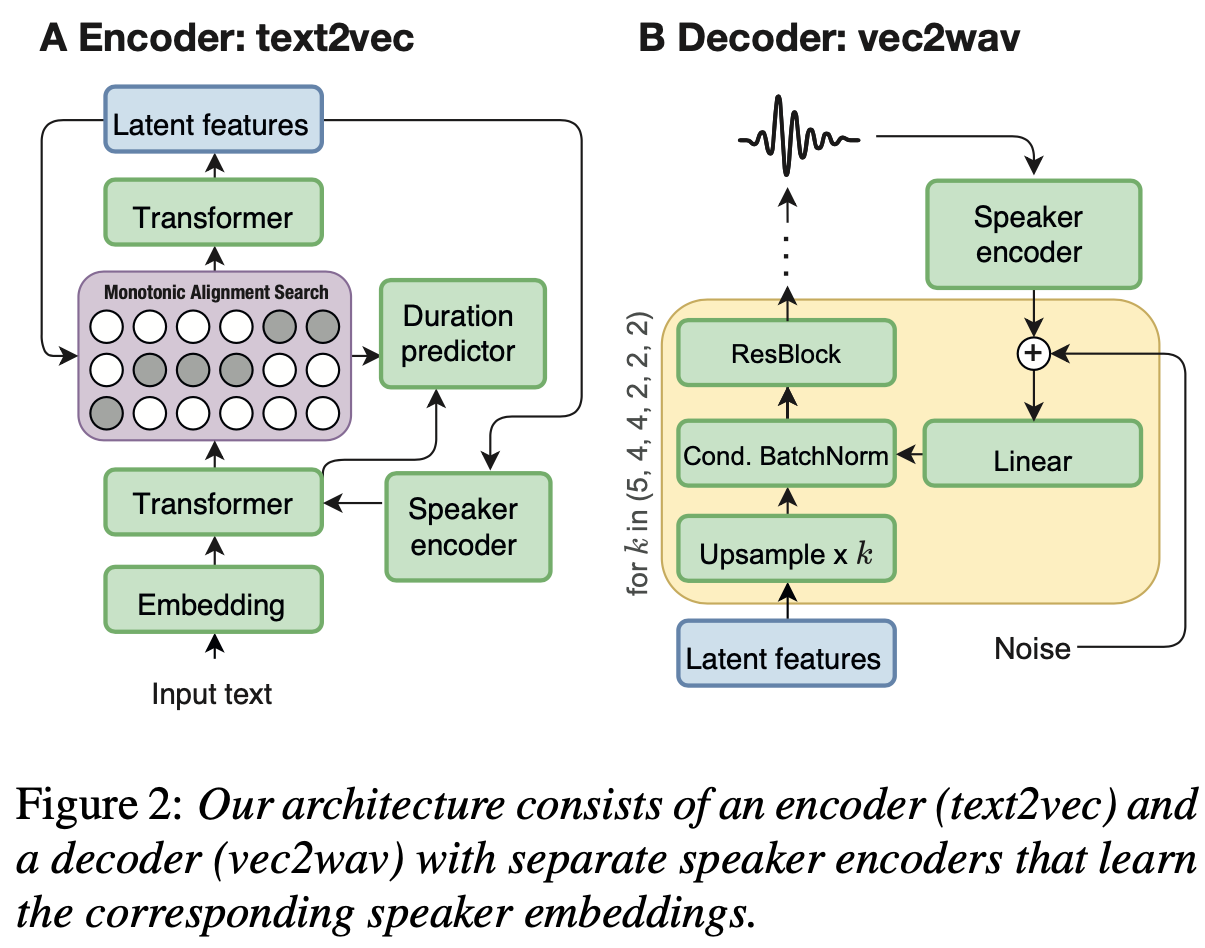 A Encoder: text2vec
Latent features
Transformer
Monotonic Alignment Search
Duration
predictor
Transformer
Speaker
encoder
Embedding
Input text
B Decoder: vec2wav
Speaker
encoder
for k in (5, 4, 4, 2, 2, 2)
ResBlock
+
Cond. BatchNorm
Linear
Upsample x k
Latent features
Noise
Figure 2: Our architecture consists of an encoder (text2vec) and
a decoder (vec2wav) with separate speaker encoders that learn
the corresponding speaker embeddings.